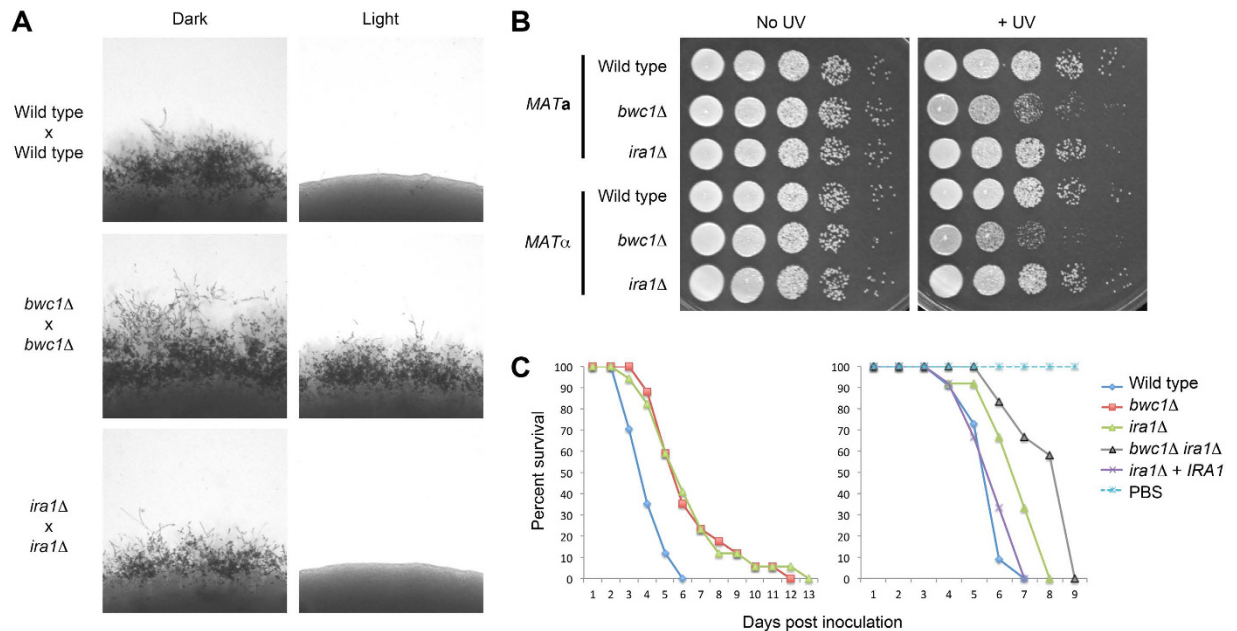 A
Dark
Light
Wild type
x
Wild type
bwc1Δ
x
bwc1Δ
ira1Δ
x
ira1Δ
B
No UV
+ UV
MATa
Wild type
bwc1Δ
ira1Δ
MATα
Wild type
bwc1Δ
ira1Δ
C
Percent survival
100
90
80
70
60
50
40
30
20
10
0
1 2 3 4 5 6 7 8 9 10 11 12 13
100
90
80
70
60
50
40
30
20
10
0
1 2 3 4 5 6 7 8 9
Days post inoculation
Wild type
bwc1Δ
ira1Δ
bwc1Δ ira1Δ
ira1Δ + IRA1
PBS